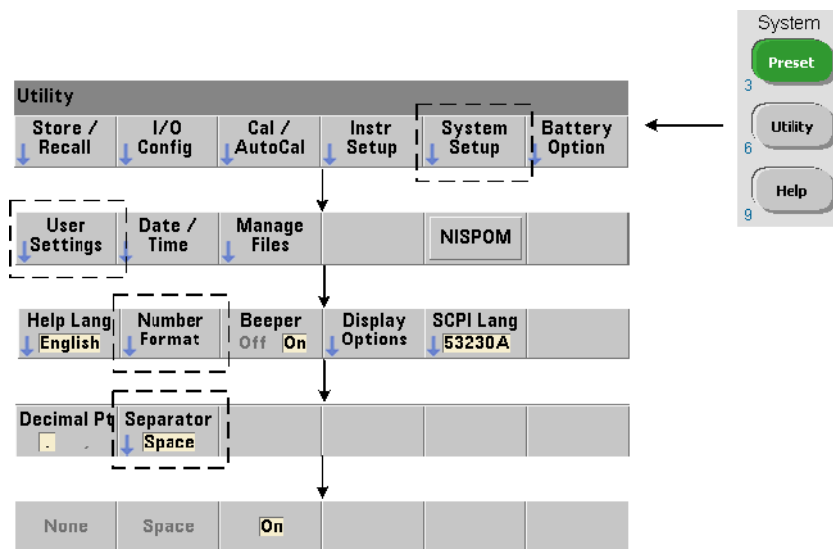 System
Preset
3
Utility
6
Help
9
Utility
Store / Recall
I/O Config
Cal / AutoCal
Instr Setup
System Setup
Battery Option
User Settings
Date / Time
Manage Files
NISPOM
Help Lang
English
Number Format
Beeper
Off On
Display Options
SCPI Lang
53230A
Decimal Pt
. ,
Separator
Space
None
Space
On